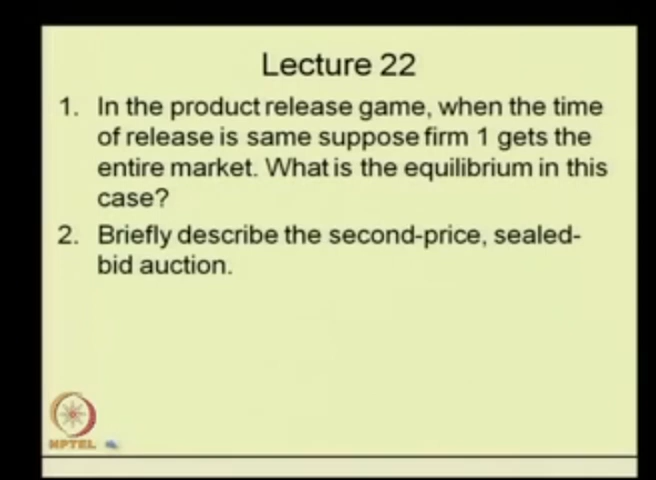 Lecture 22
1. In the product release game, when the time
of release is same suppose firm 1 gets the
entire market. What is the equilibrium in this
case?
2. Briefly describe the second-price, sealed-
bid auction.
NPTEL